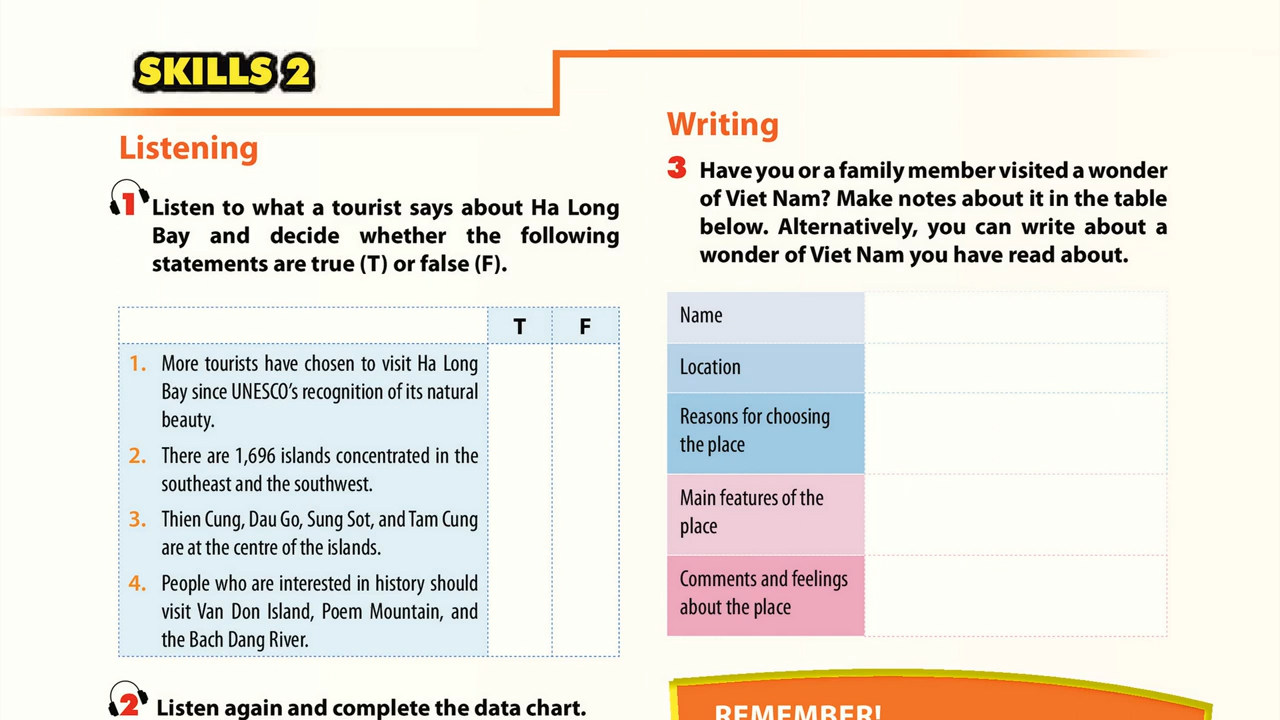 SKILLS 2
Listening
1 Listen to what a tourist says about Ha Long
Bay and decide whether the following
statements are true (T) or false (F).
T F
1. More tourists have chosen to visit Ha Long
Bay since UNESCO's recognition of its natural
beauty.
2. There are 1,696 islands concentrated in the
southeast and the southwest.
3. Thien Cung, Dau Go, Sung Sot, and Tam Cung
are at the centre of the islands.
4. People who are interested in history should
visit Van Don Island, Poem Mountain, and
the Bach Dang River.
2 Listen again and complete the data chart.
Writing
3 Have you or a family member visited a wonder
of Viet Nam? Make notes about it in the table
below. Alternatively, you can write about a
wonder of Viet Nam you have read about.
Name
Location
Reasons for choosing
the place
Main features of the
place
Comments and feelings
about the place
REMEMBER!